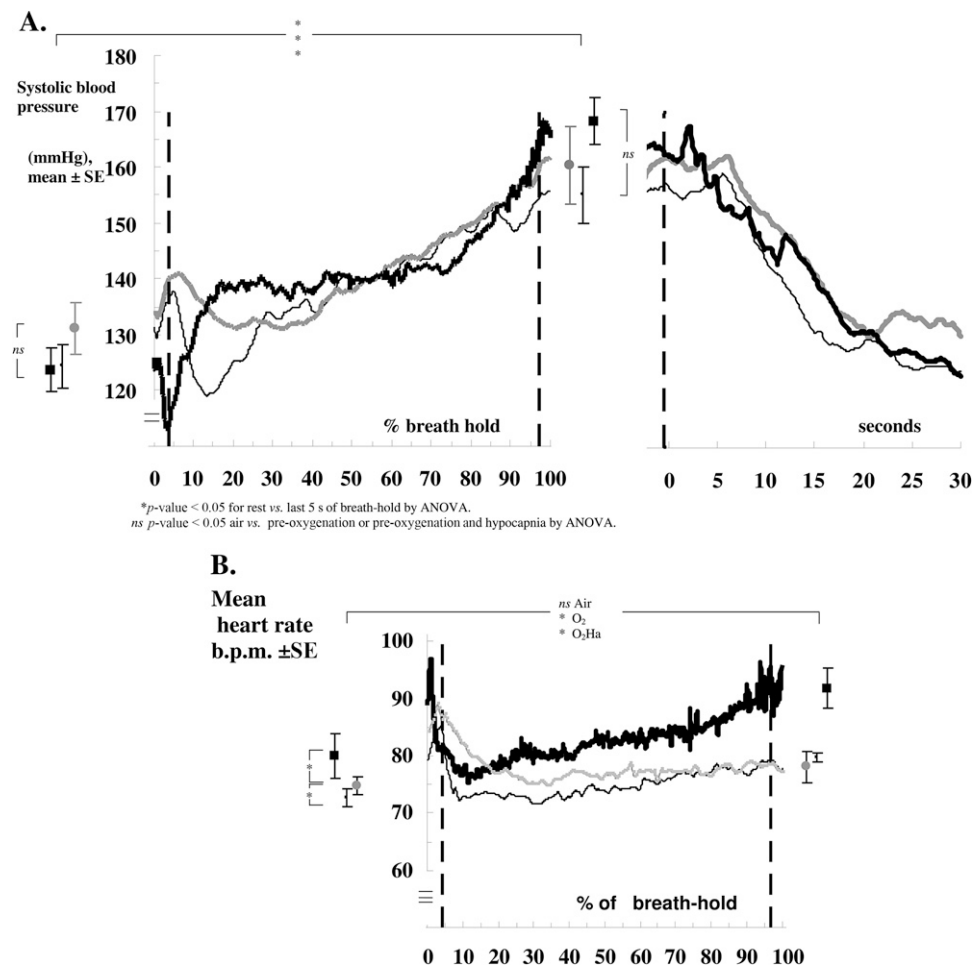 A.
*
*
*
180
Systolic blood
pressure
(mmHg),
mean ± SE
170
160
150
140
130
120
ns
ns
% breath hold
seconds
0 10 20 30 40 50 60 70 80 90 100
0 5 10 15 20 25 30
*p-value < 0.05 for rest vs. last 5 s of breath-hold by ANOVA.
ns p-value < 0.05 air vs. pre-oxygenation or pre-oxygenation and hypocapnia by ANOVA.
B.
Mean
heart rate
b.p.m. ±SE
ns Air
* O₂
* O₂Ha
100
90
80
70
60
*
*
% of breath-hold
0 10 20 30 40 50 60 70 80 90 100